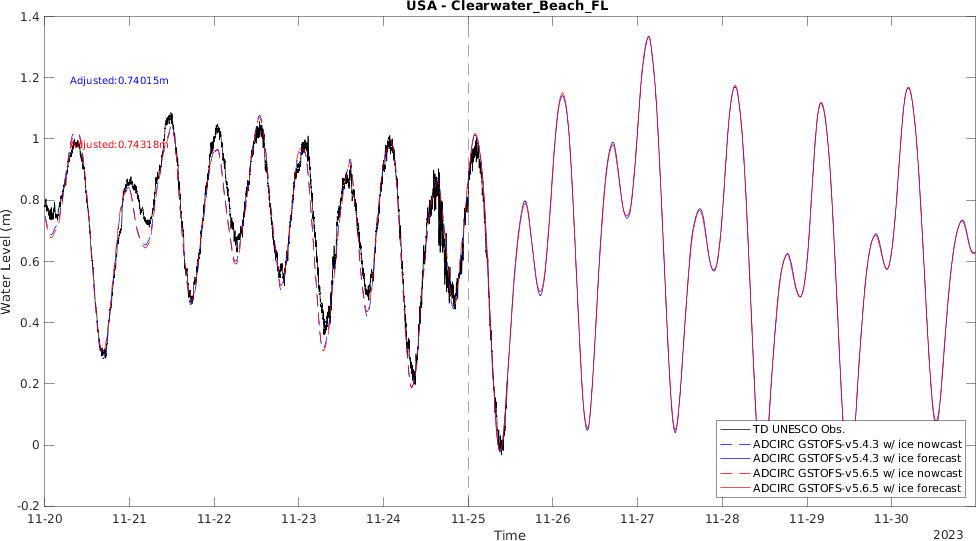 USA - Clearwater_Beach_FL
1.4
1.2
1
0.8
0.6
0.4
0.2
0
-0.2
Water Level (m)
Adjusted:0.74015m
Adjusted:0.74318m
TD UNESCO Obs.
ADCIRC GSTOFS-v5.4.3 w/ ice nowcast
ADCIRC GSTOFS-v5.4.3 w/ ice forecast
ADCIRC GSTOFS-v5.6.5 w/ ice nowcast
ADCIRC GSTOFS-v5.6.5 w/ ice forecast
11-20 11-21 11-22 11-23 11-24 11-25 11-26 11-27 11-28 11-29 11-30
Time
2023